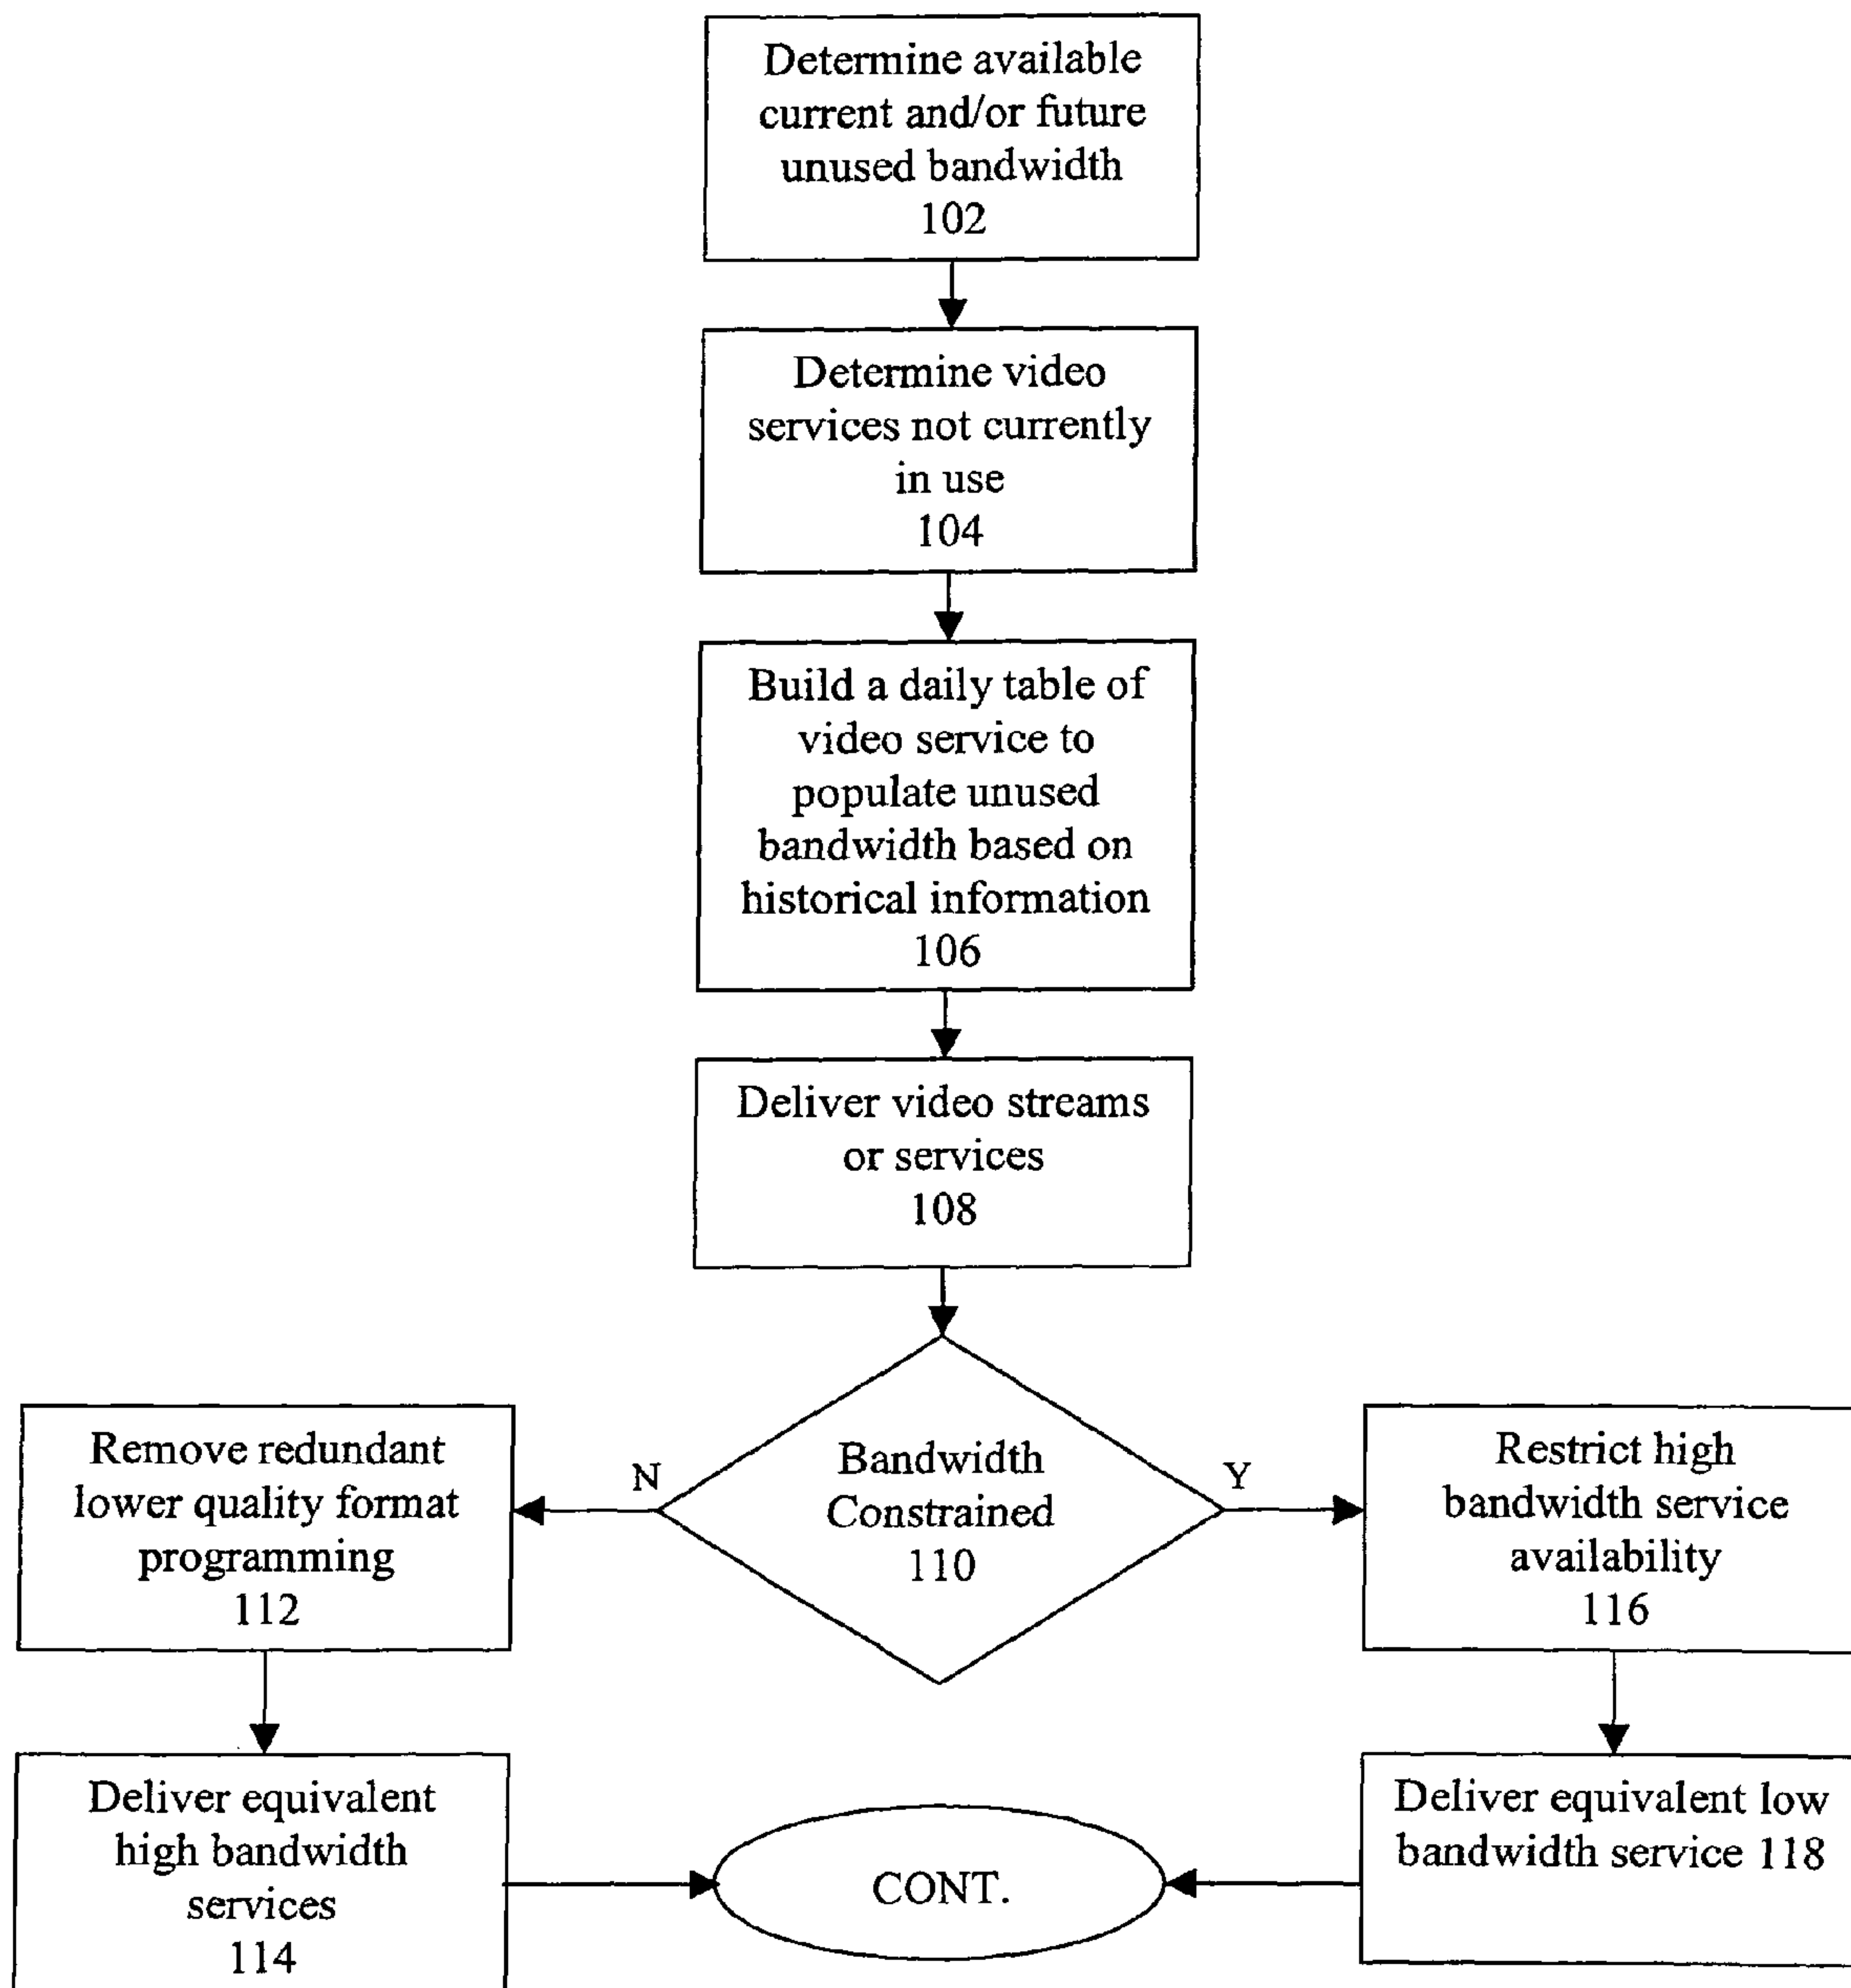 Determine available
current and/or future
unused bandwidth
102
Determine video
services not currently
in use
104
Build a daily table of
video service to
populate unused
bandwidth based on
historical information
106
Deliver video streams
or services
108
Bandwidth
Constrained
110
N
Y
Remove redundant
lower quality format
programming
112
Restrict high
bandwidth service
availability
116
Deliver equivalent
high bandwidth
services
114
CONT.
Deliver equivalent low
bandwidth service 118